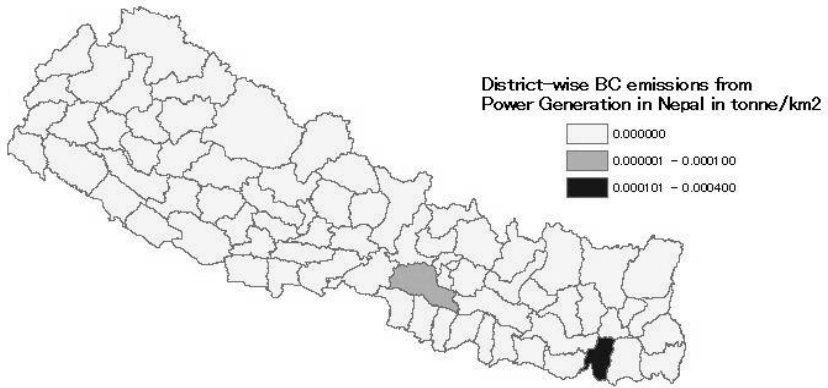 District-wise BC emissions from
Power Generation in Nepal in tonne/km2
0.000000
0.000001 - 0.000100
0.000101 - 0.000400